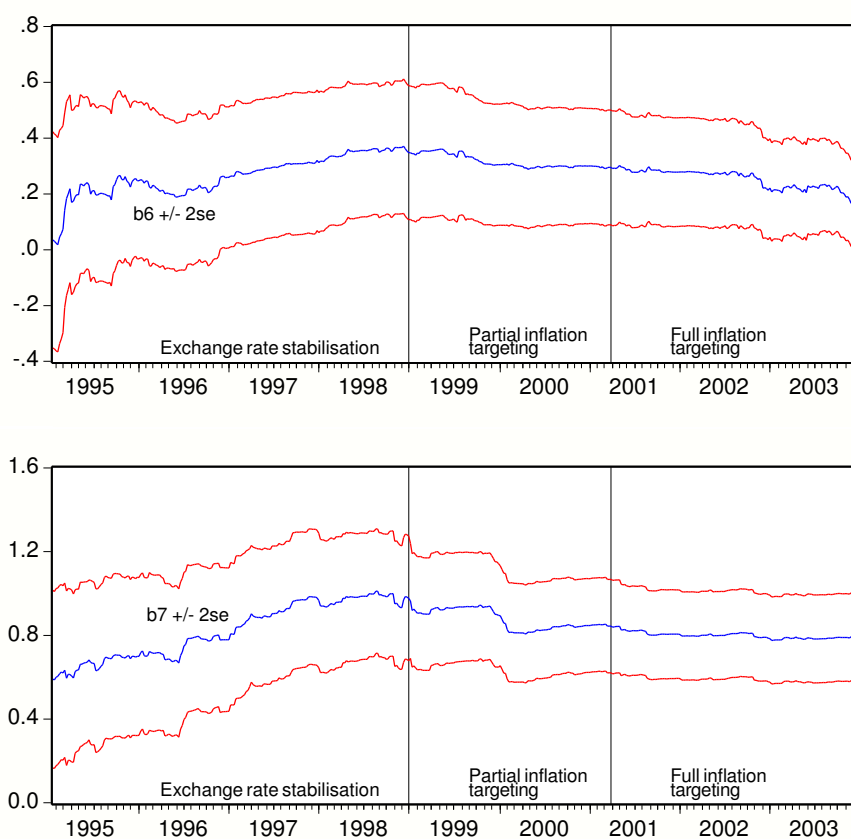 .8
.6
.4
.2
.0
-.2
-.4
b6 +/- 2se
Exchange rate stabilisation
Partial inflation
targeting
Full inflation
targeting
1995 1996 1997 1998 1999 2000 2001 2002 2003
1.6
1.2
0.8
0.4
0.0
b7 +/- 2se
Exchange rate stabilisation
Partial inflation
targeting
Full inflation
targeting
1995 1996 1997 1998 1999 2000 2001 2002 2003